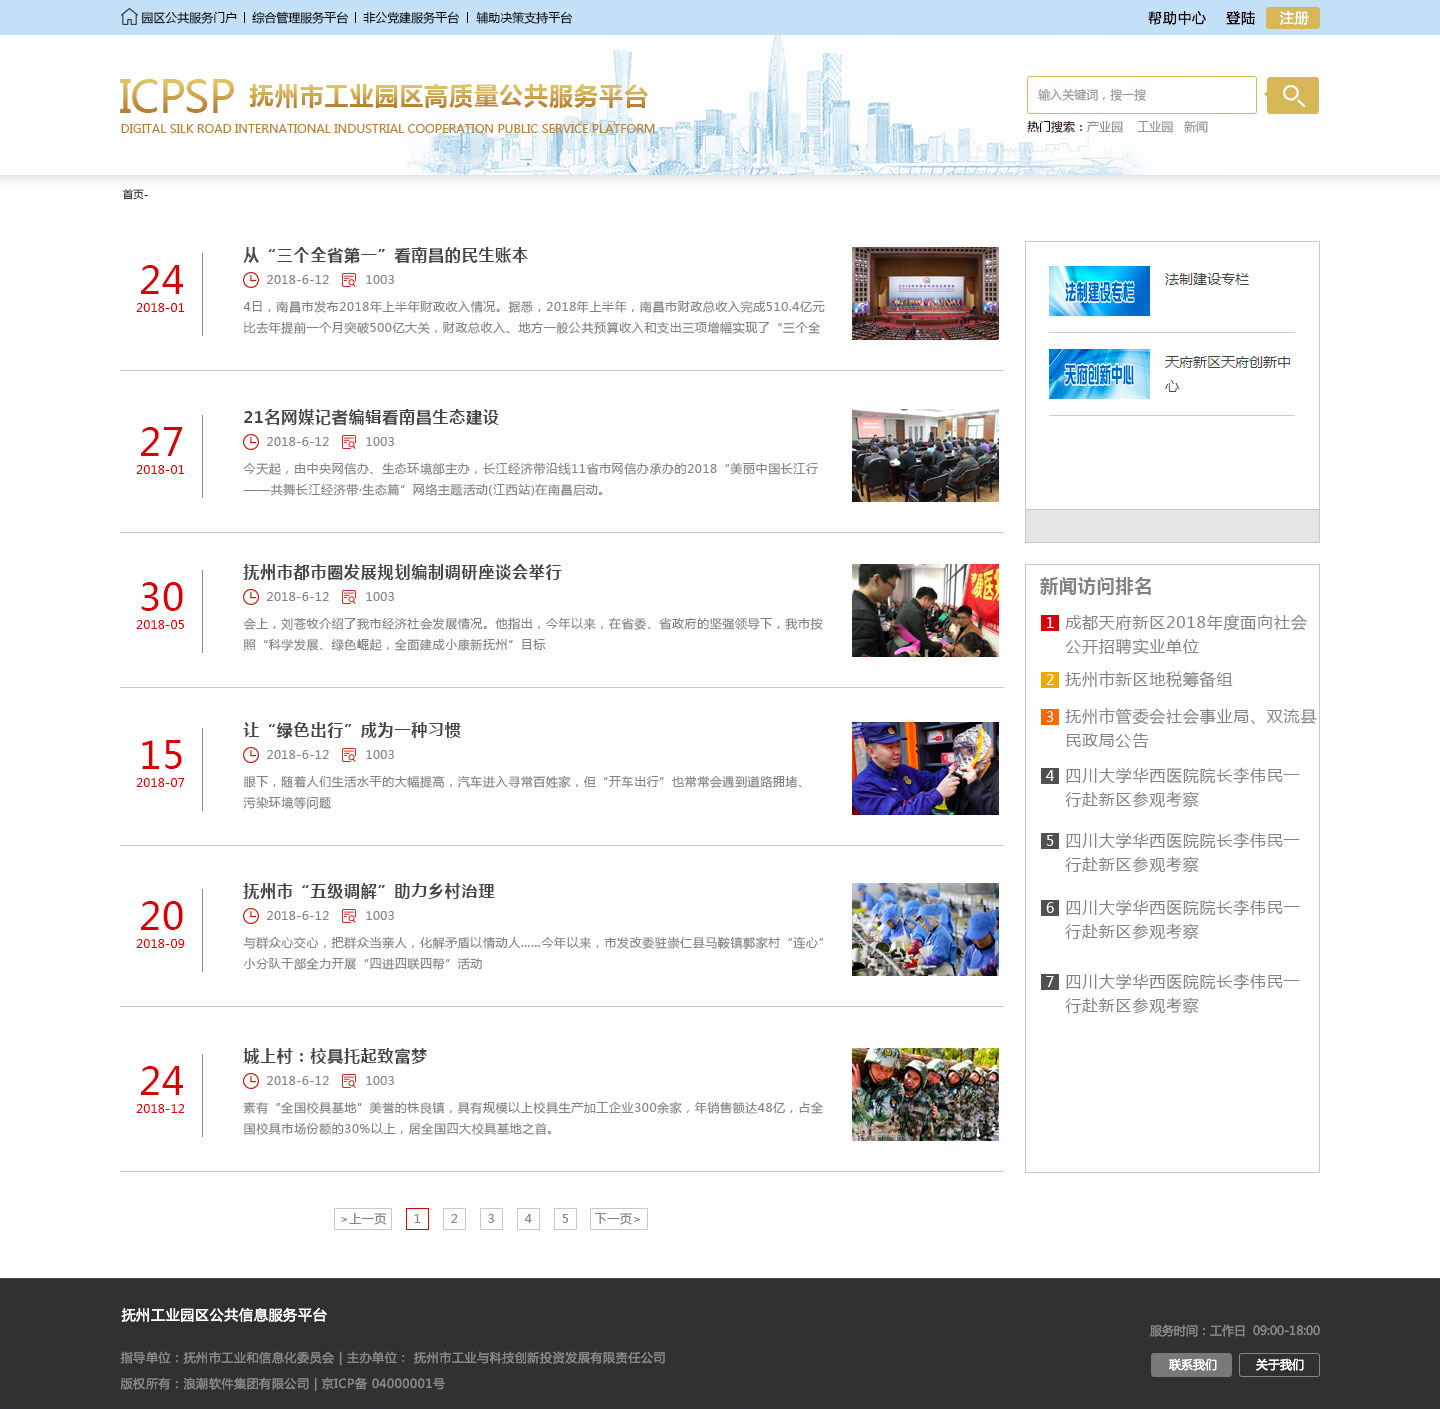 园区公共服务门户 | 综合管理服务平台 | 非公党建服务平台 | 辅助决策支持平台
帮助中心 登陆 注册
ICPSP 抚州市工业园区高质量公共服务平台
DIGITAL SILK ROAD INTERNATIONAL INDUSTRIAL COOPERATION PUBLIC SERVICE PLATFORM
输入关键词，搜一搜
热门搜索：产业园 工业园 新闻
首页-
24
2018-01
从“三个全省第一”看南昌的民生账本
2018-6-12 1003
4日，南昌市发布2018年上半年财政收入情况。据悉，2018年上半年，南昌市财政总收入完成510.4亿元
比去年提前一个月突破500亿大关，财政总收入、地方一般公共预算收入和支出三项增幅实现了“三个全
27
2018-01
21名网媒记者编辑看南昌生态建设
2018-6-12 1003
今天起，由中央网信办、生态环境部主办，长江经济带沿线11省市网信办承办的2018“美丽中国长江行
——共舞长江经济带·生态篇”网络主题活动(江西站)在南昌启动。
30
2018-05
抚州市都市圈发展规划编制调研座谈会举行
2018-6-12 1003
会上，刘苍牧介绍了我市经济社会发展情况。他指出，今年以来，在省委、省政府的坚强领导下，我市按
照“科学发展、绿色崛起，全面建成小康新抚州”目标
15
2018-07
让“绿色出行”成为一种习惯
2018-6-12 1003
眼下，随着人们生活水平的大幅提高，汽车进入寻常百姓家，但“开车出行”也常常会遇到道路拥堵、
污染环境等问题
20
2018-09
抚州市“五级调解”助力乡村治理
2018-6-12 1003
与群众心交心，把群众当亲人，化解矛盾以情动人……今年以来，市发改委驻崇仁县马鞍镇郭家村“连心”
小分队干部全力开展“四进四联四帮”活动
24
2018-12
城上村：校具托起致富梦
2018-6-12 1003
素有“全国校具基地”美誉的株良镇，具有规模以上校具生产加工企业300余家，年销售额达48亿，占全
国校具市场份额的30%以上，居全国四大校具基地之首。
>上一页 1 2 3 4 5 下一页>
法制建设专栏 法制建设专栏
天府创新中心 天府新区天府创新中
心
新闻访问排名
1 成都天府新区2018年度面向社会
公开招聘实业单位
2 抚州市新区地税筹备组
3 抚州市管委会社会事业局、双流县
民政局公告
4 四川大学华西医院院长李伟民一
行赴新区参观考察
5 四川大学华西医院院长李伟民一
行赴新区参观考察
6 四川大学华西医院院长李伟民一
行赴新区参观考察
7 四川大学华西医院院长李伟民一
行赴新区参观考察
抚州工业园区公共信息服务平台
指导单位：抚州市工业和信息化委员会 | 主办单位： 抚州市工业与科技创新投资发展有限责任公司
版权所有：浪潮软件集团有限公司 | 京ICP备 04000001号
服务时间：工作日 09:00-18:00
联系我们 关于我们